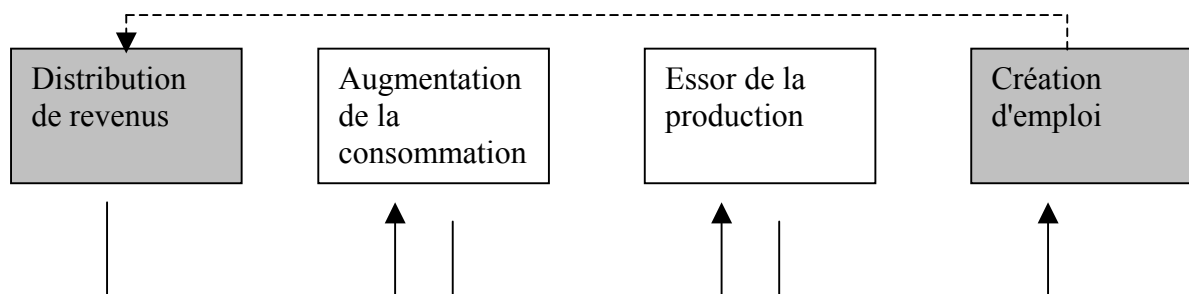 Distribution
de revenus
Augmentation
de la
consommation
Essor de la
production
Création
d'emploi